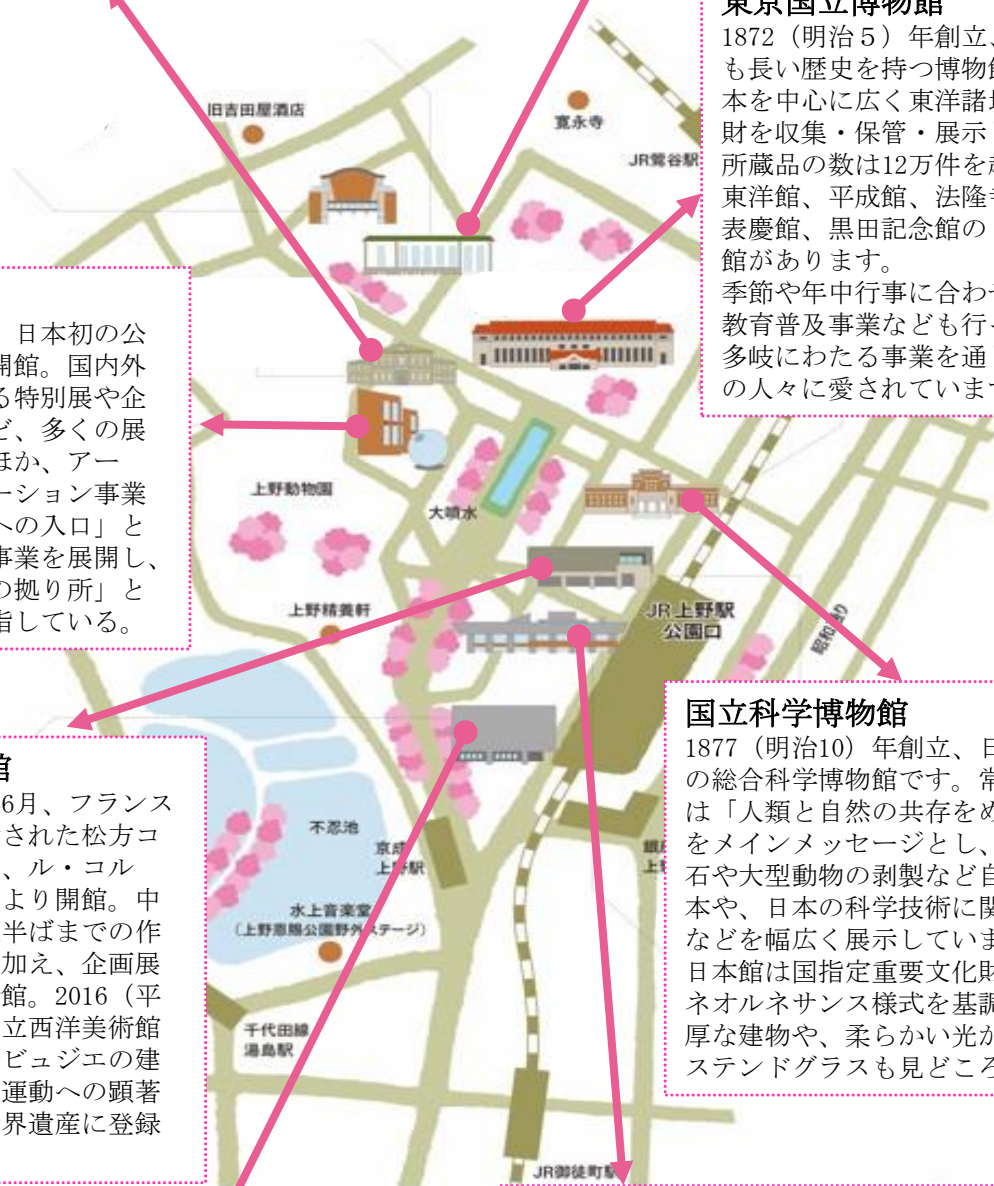 東京国立博物館
1872（明治５）年創立、
も長い歴史を持つ博物館
本を中心に広く東洋諸地
財を収集・保管・展示
所蔵品の数は12万件を超
東洋館、平成館、法隆寺
表慶館、黒田記念館の
館があります。
季節や年中行事に合わせ
教育普及事業なども行っ
多岐にわたる事業を通
の人々に愛されています
旧吉田屋酒店
寛永寺
JR鶯谷駅
日本初の公
開館。国内外
る特別展や企
ど、多くの展
ほか、アー
ーション事業
への入口」と
事業を展開し、
の拠り所」と
指している。
上野動物園
大噴水
上野精養軒
JR上野駅
公園口
昭和通り
館
6月、フランス
された松方コ
、ル・コル
より開館。中
半ばまでの作
加え、企画展
館。2016（平
立西洋美術館
ビュジエの建
運動への顕著
界遺産に登録
国立科学博物館
1877（明治10）年創立、日
の総合科学博物館です。常
は「人類と自然の共存をめ
をメインメッセージとし、
石や大型動物の剥製など自
本や、日本の科学技術に関
などを幅広く展示していま
日本館は国指定重要文化財
ネオルネサンス様式を基調
厚な建物や、柔らかい光が
ステンドグラスも見どころ
不忍池
京成
上野駅
水上音楽堂
（上野恩賜公園野外ステージ）
千代田線
湯島駅
JR御徒町駅